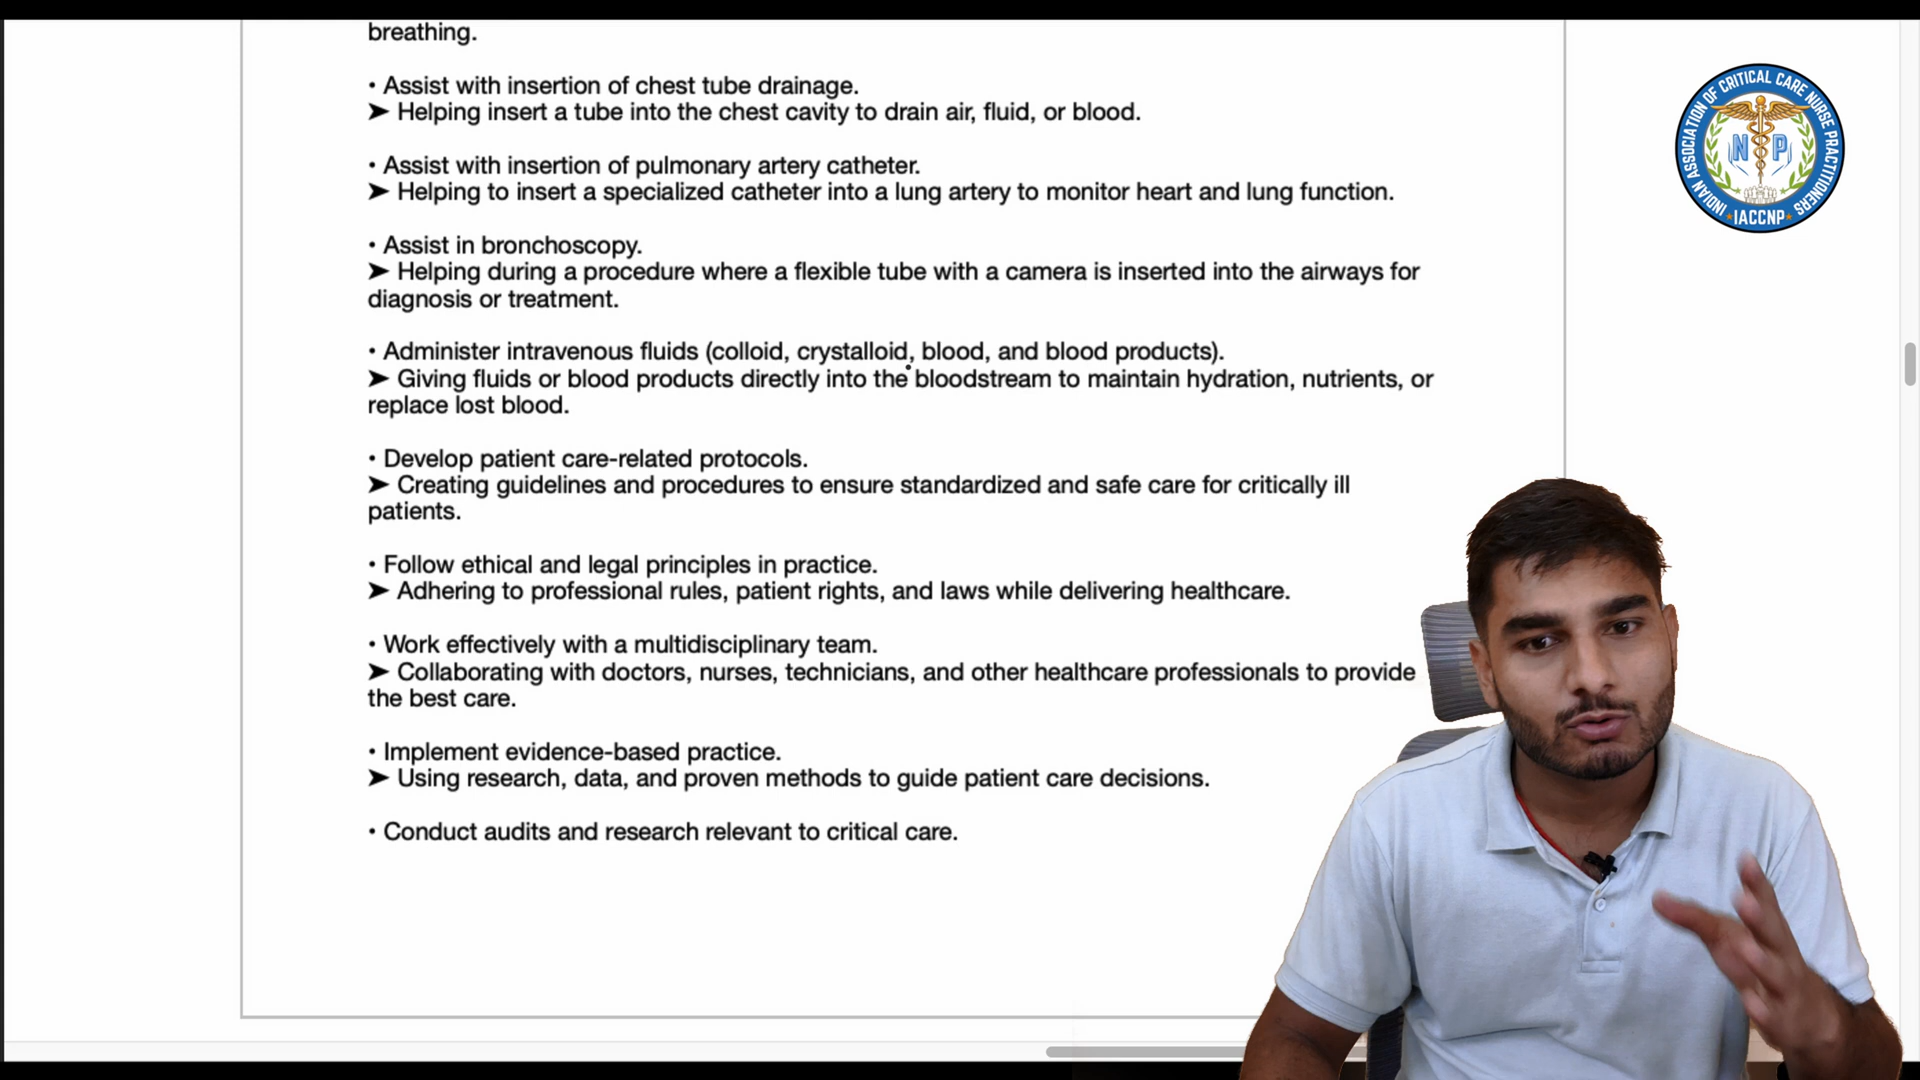 breathing.
• Assist with insertion of chest tube drainage.
➤ Helping insert a tube into the chest cavity to drain air, fluid, or blood.
• Assist with insertion of pulmonary artery catheter.
➤ Helping to insert a specialized catheter into a lung artery to monitor heart and lung function.
• Assist in bronchoscopy.
➤ Helping during a procedure where a flexible tube with a camera is inserted into the airways for
diagnosis or treatment.
• Administer intravenous fluids (colloid, crystalloid, blood, and blood products).
➤ Giving fluids or blood products directly into the bloodstream to maintain hydration, nutrients, or
replace lost blood.
• Develop patient care-related protocols.
➤ Creating guidelines and procedures to ensure standardized and safe care for critically ill
patients.
• Follow ethical and legal principles in practice.
➤ Adhering to professional rules, patient rights, and laws while delivering healthcare.
• Work effectively with a multidisciplinary team.
➤ Collaborating with doctors, nurses, technicians, and other healthcare professionals to provide
the best care.
• Implement evidence-based practice.
➤ Using research, data, and proven methods to guide patient care decisions.
• Conduct audits and research relevant to critical care.
INDIAN ASSOCIATION OF CRITICAL CARE NURSE PRACTITIONERS
NP
IACCNP